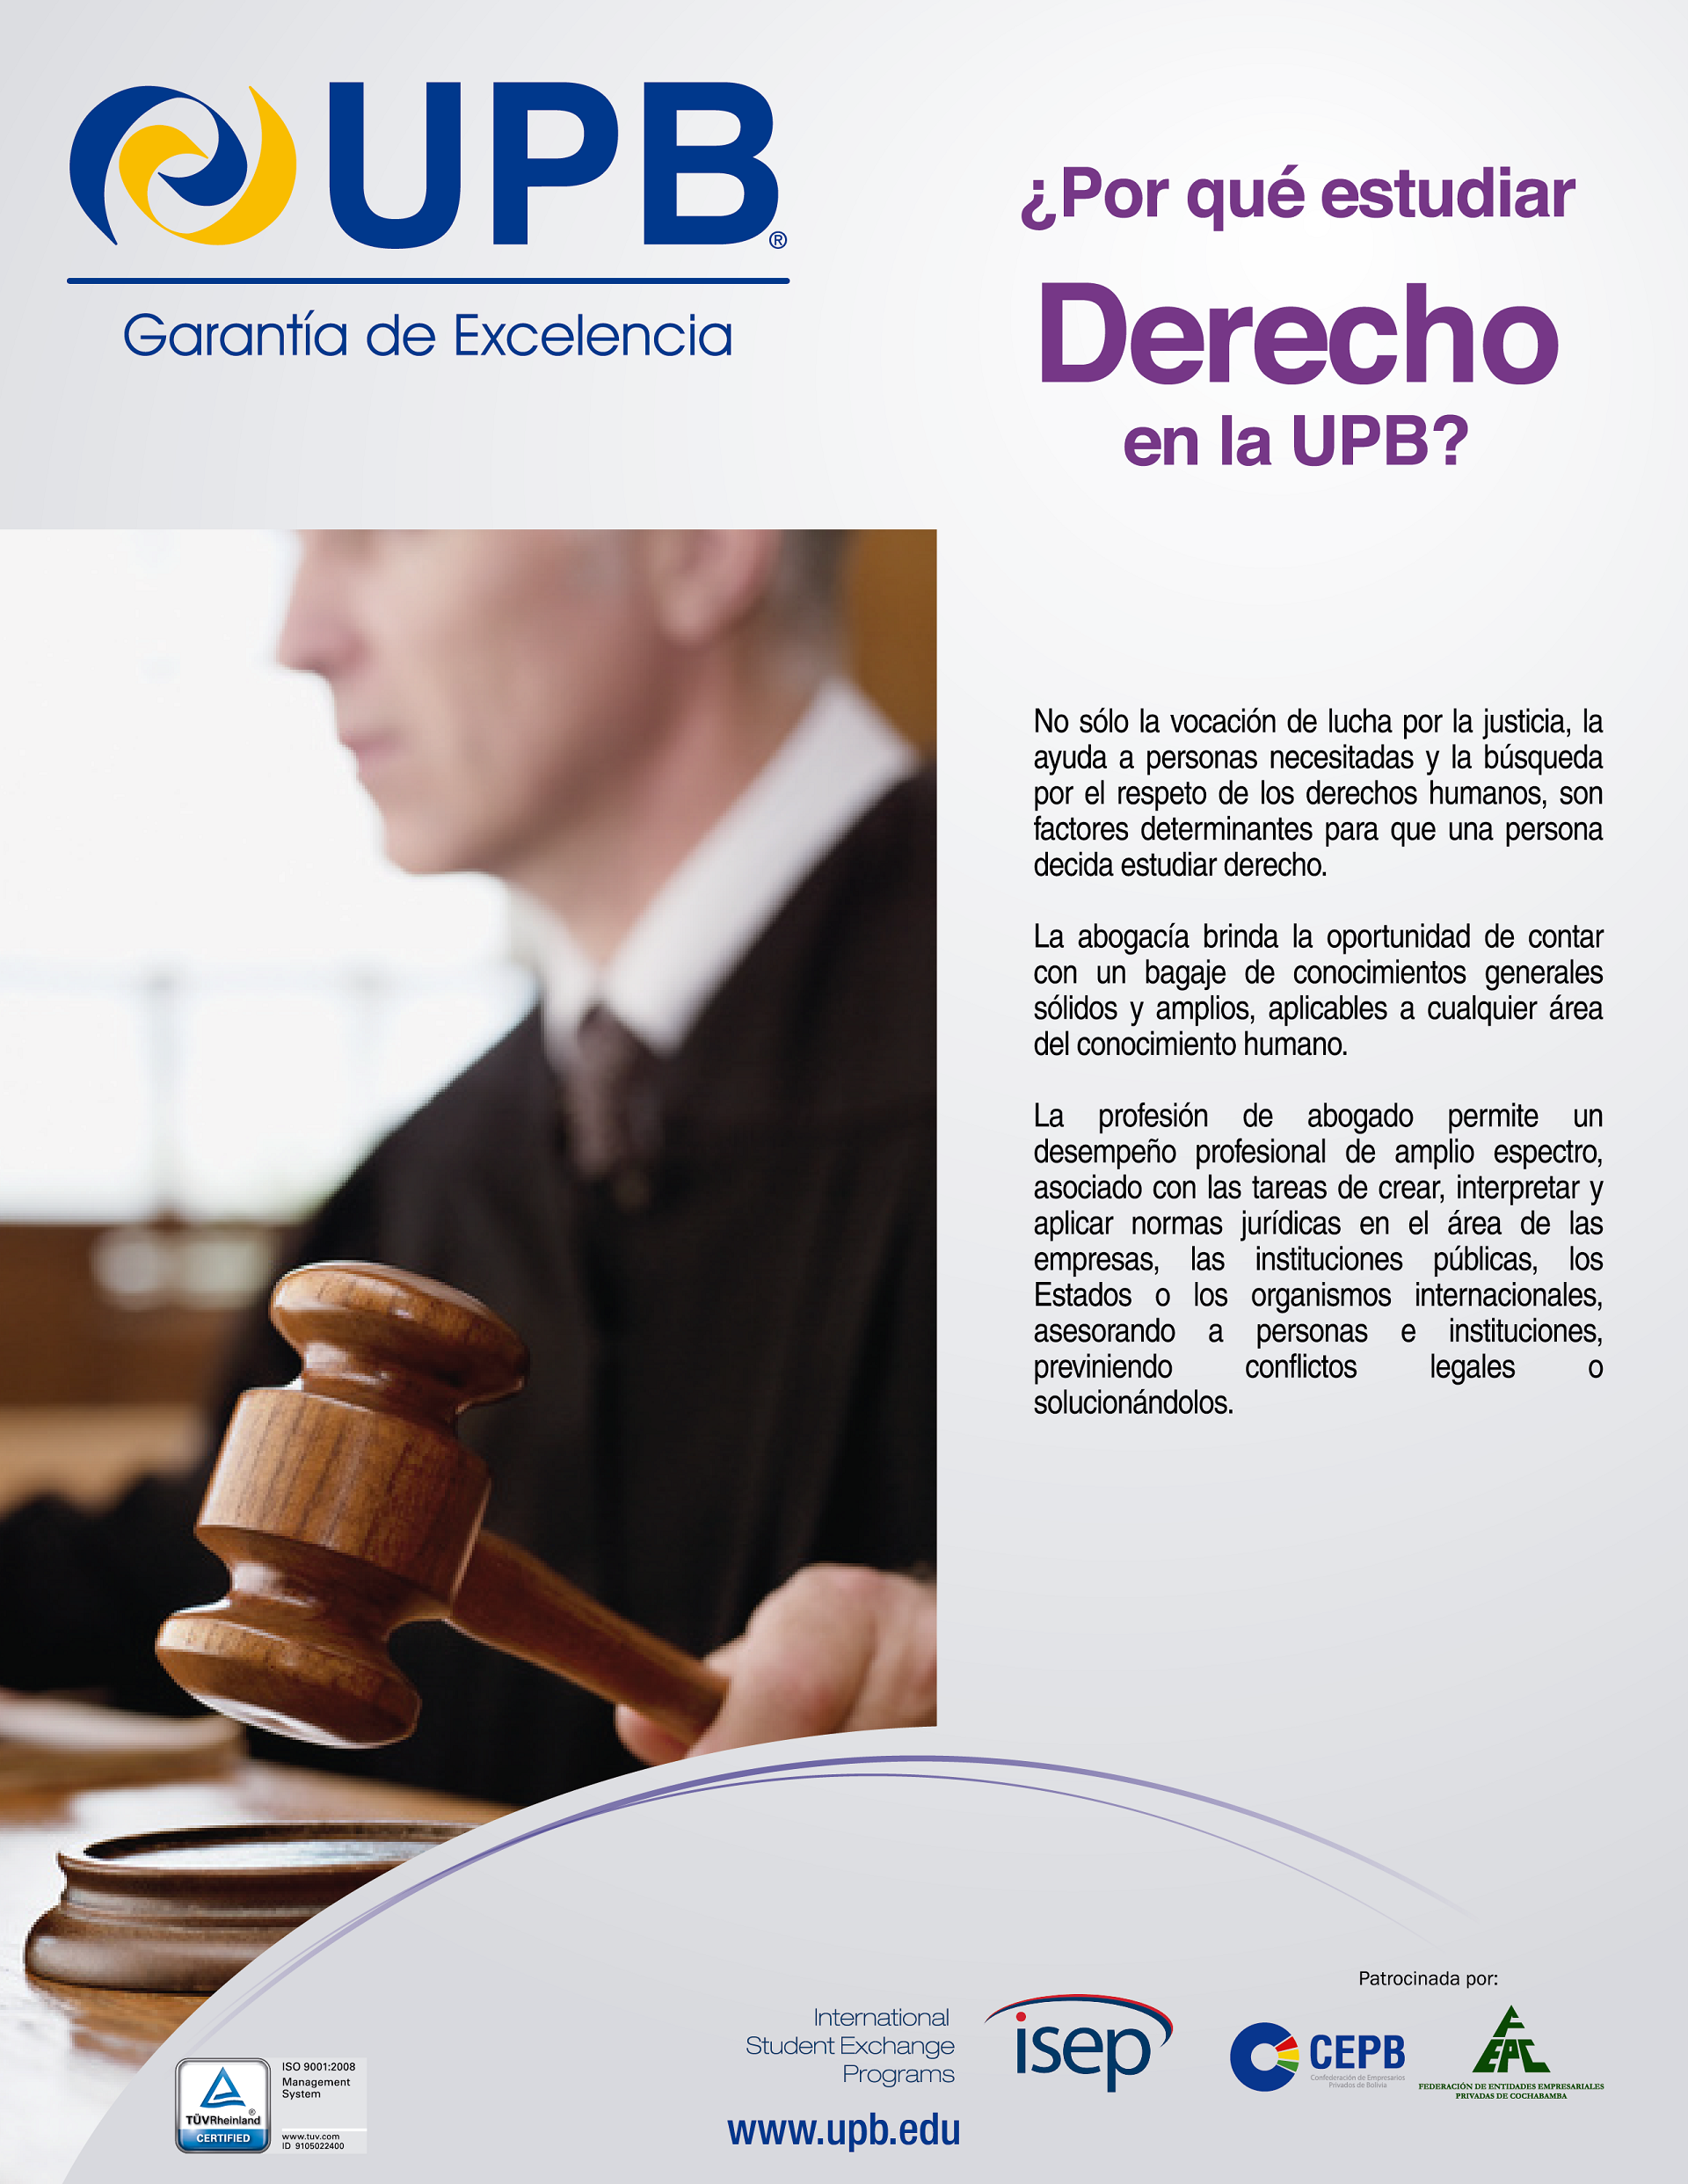 UPB®
Garantía de Excelencia
¿Por qué estudiar
Derecho
en la UPB?
No sólo la vocación de lucha por la justicia, la
ayuda a personas necesitadas y la búsqueda
por el respeto de los derechos humanos, son
factores determinantes para que una persona
decida estudiar derecho.
La abogacía brinda la oportunidad de contar
con un bagaje de conocimientos generales
sólidos y amplios, aplicables a cualquier área
del conocimiento humano.
La profesión de abogado permite un
desempeño profesional de amplio espectro,
asociado con las tareas de crear, interpretar y
aplicar normas jurídicas en el área de las
empresas, las instituciones públicas, los
Estados o los organismos internacionales,
asesorando a personas e instituciones,
previniendo conflictos legales o
solucionándolos.
TÜVRheinland®
CERTIFIED
ISO 9001:2008
Management
System
www.tuv.com
ID 9105022400
International
Student Exchange
Programs
isep
www.upb.edu
Patrocinada por:
CEPB
Confederación de Empresarios
Privados de Bolivia
FEPC
FEDERACIÓN DE ENTIDADES EMPRESARIALES
PRIVADAS DE COCHABAMBA